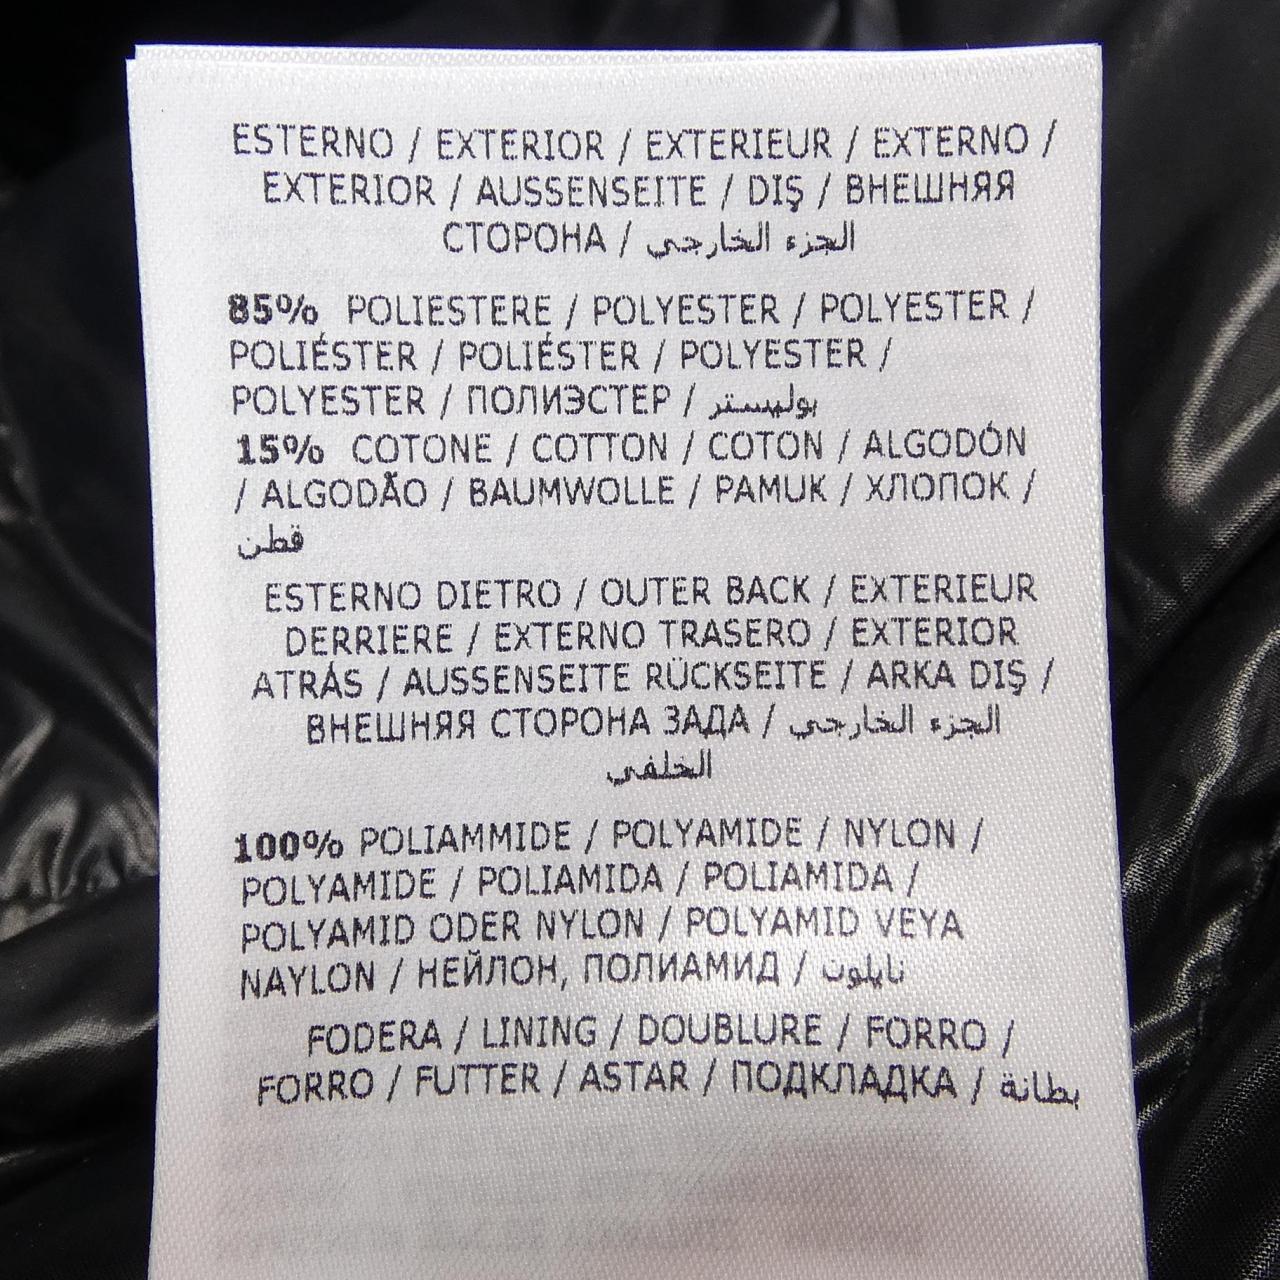 ESTERNO / EXTERIOR / EXTERIEUR / EXTERNO /
EXTERIOR / AUSSENSEITE / DIŞ / ВНЕШНЯЯ
СТОРОНА / الجزء الخارجي
85% POLIESTERE / POLYESTER / POLYESTER /
POLIÉSTER / POLIÉSTER / POLYESTER /
POLYESTER / ПОЛИЭСТЕР / بوليستر
15% COTONE / COTTON / COTON / ALGODÓN
/ ALGODÃO / BAUMWOLLE / PAMUK / ХЛОПОК /
قطن
ESTERNO DIETRO / OUTER BACK / EXTERIEUR
DERRIERE / EXTERNO TRASERO / EXTERIOR
ATRÁS / AUSSENSEITE RÜCKSEITE / ARKA DIŞ /
ВНЕШНЯЯ СТОРОНА ЗАДА / الجزء الخارجي
الخلفي
100% POLIAMMIDE / POLYAMIDE / NYLON /
POLYAMIDE / POLIAMIDA / POLIAMIDA /
POLYAMID ODER NYLON / POLYAMID VEYA
NAYLON / НЕЙЛОН, ПОЛИАМИД / نايلون
FODERA / LINING / DOUBLURE / FORRO /
FORRO / FUTTER / ASTAR / ПОДКЛАДКА / بطانة